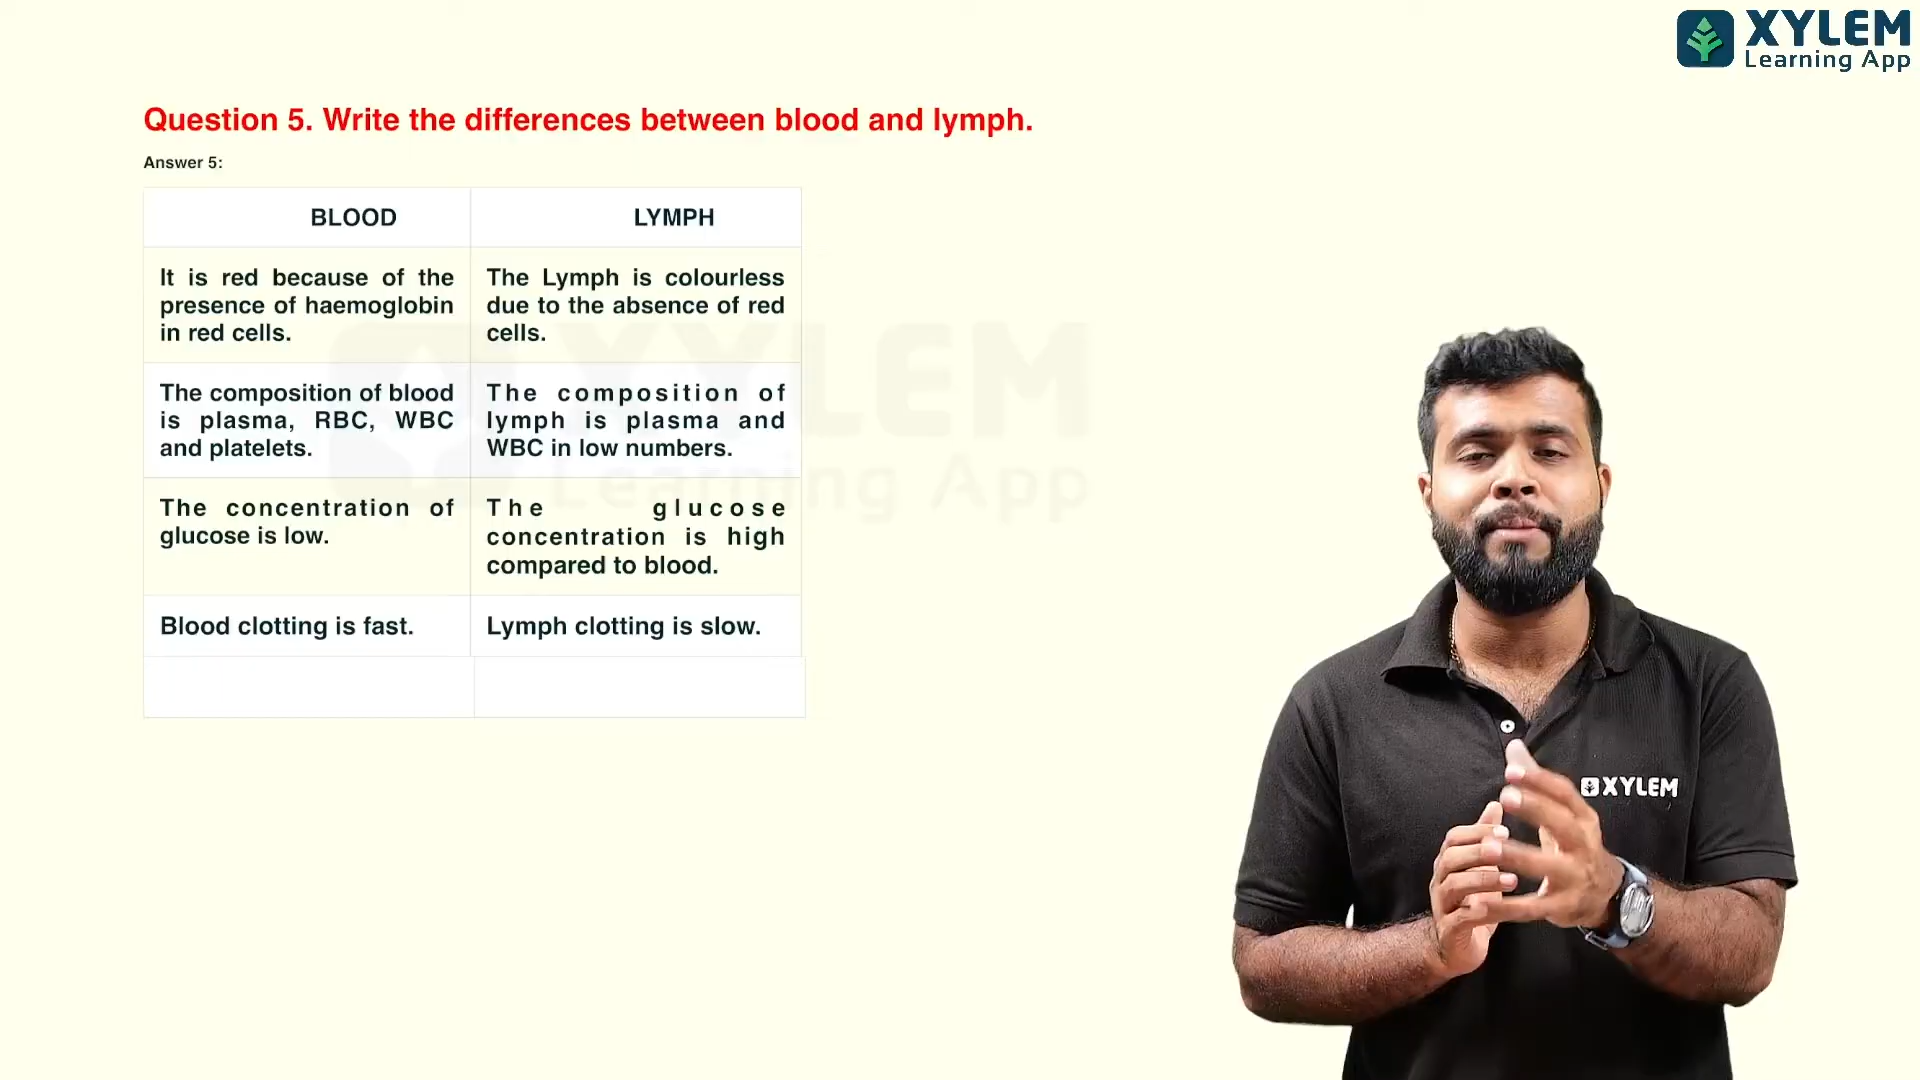 XYLEM
Learning App
Question 5. Write the differences between blood and lymph.
Answer 5:
BLOOD
LYMPH
It is red because of the
presence of haemoglobin
in red cells.
The Lymph is colourless
due to the absence of red
cells.
The composition of blood
is plasma, RBC, WBC
and platelets.
The composition of
lymph is plasma and
WBC in low numbers.
The concentration of
glucose is low.
The glucose
concentration is high
compared to blood.
Blood clotting is fast.
Lymph clotting is slow.
XYLEM
Learning App
XYLEM